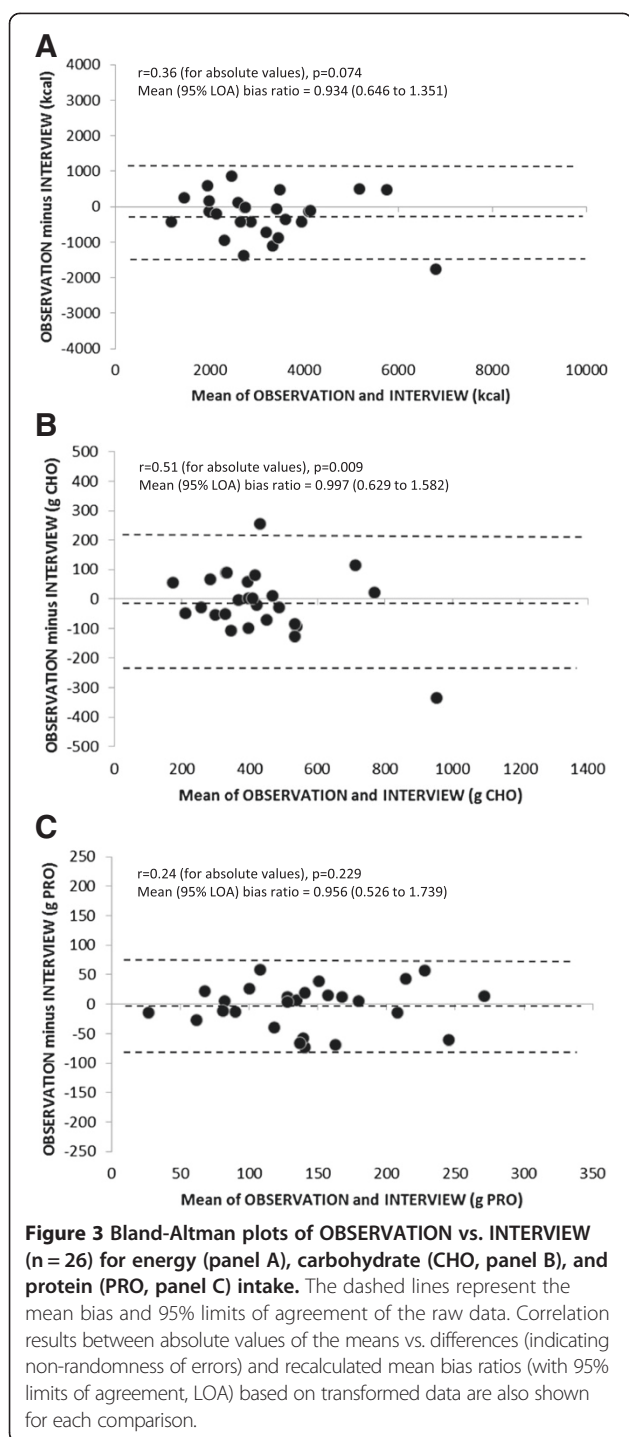 A
r=0.36 (for absolute values), p=0.074
Mean (95% LOA) bias ratio = 0.934 (0.646 to 1.351)
OBSERVATION minus INTERVIEW (kcal)
4000
3000
2000
1000
0
-1000
-2000
-3000
-4000
0 2000 4000 6000 8000 10000
Mean of OBSERVATION and INTERVIEW (kcal)
B
r=0.51 (for absolute values), p=0.009
Mean (95% LOA) bias ratio = 0.997 (0.629 to 1.582)
OBSERVATION minus INTERVIEW (g CHO)
500
400
300
200
100
0
-100
-200
-300
-400
-500
0 200 400 600 800 1000 1200 1400
Mean of OBSERVATION and INTERVIEW (g CHO)
C
r=0.24 (for absolute values), p=0.229
Mean (95% LOA) bias ratio = 0.956 (0.526 to 1.739)
OBSERVATION minus INTERVIEW (g PRO)
250
200
150
100
50
0
-50
-100
-150
-200
-250
0 50 100 150 200 250 300 350
Mean of OBSERVATION and INTERVIEW (g PRO)
Figure 3 Bland-Altman plots of OBSERVATION vs. INTERVIEW
(n = 26) for energy (panel A), carbohydrate (CHO, panel B), and
protein (PRO, panel C) intake. The dashed lines represent the
mean bias and 95% limits of agreement of the raw data. Correlation
results between absolute values of the means vs. differences (indicating
non-randomness of errors) and recalculated mean bias ratios (with 95%
limits of agreement, LOA) based on transformed data are also shown
for each comparison.